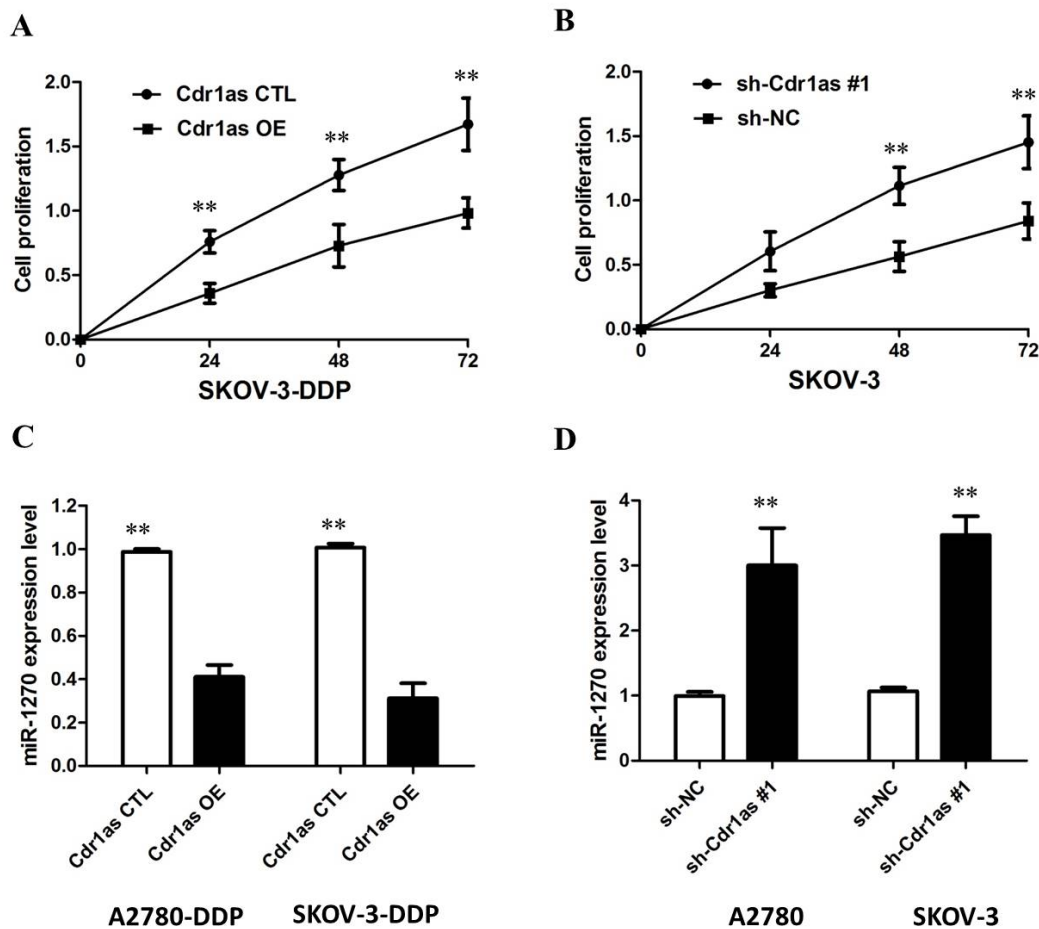 A
Cell proliferation
2.0
1.5
1.0
0.5
0.0
Cdr1as CTL
Cdr1as OE
**
**
**
0
24
48
72
SKOV-3-DDP
B
Cell proliferation
2.0
1.5
1.0
0.5
0.0
sh-Cdr1as #1
sh-NC
**
**
0
24
48
72
SKOV-3
C
miR-1270 expression level
1.2
1.0
0.8
0.6
0.4
0.2
0.0
**
**
Cdr1as CTL
Cdr1as OE
Cdr1as CTL
Cdr1as OE
A2780-DDP
SKOV-3-DDP
D
miR-1270 expression level
4
3
2
1
0
**
**
sh-NC
sh-Cdr1as #1
sh-NC
sh-Cdr1as #1
A2780
SKOV-3